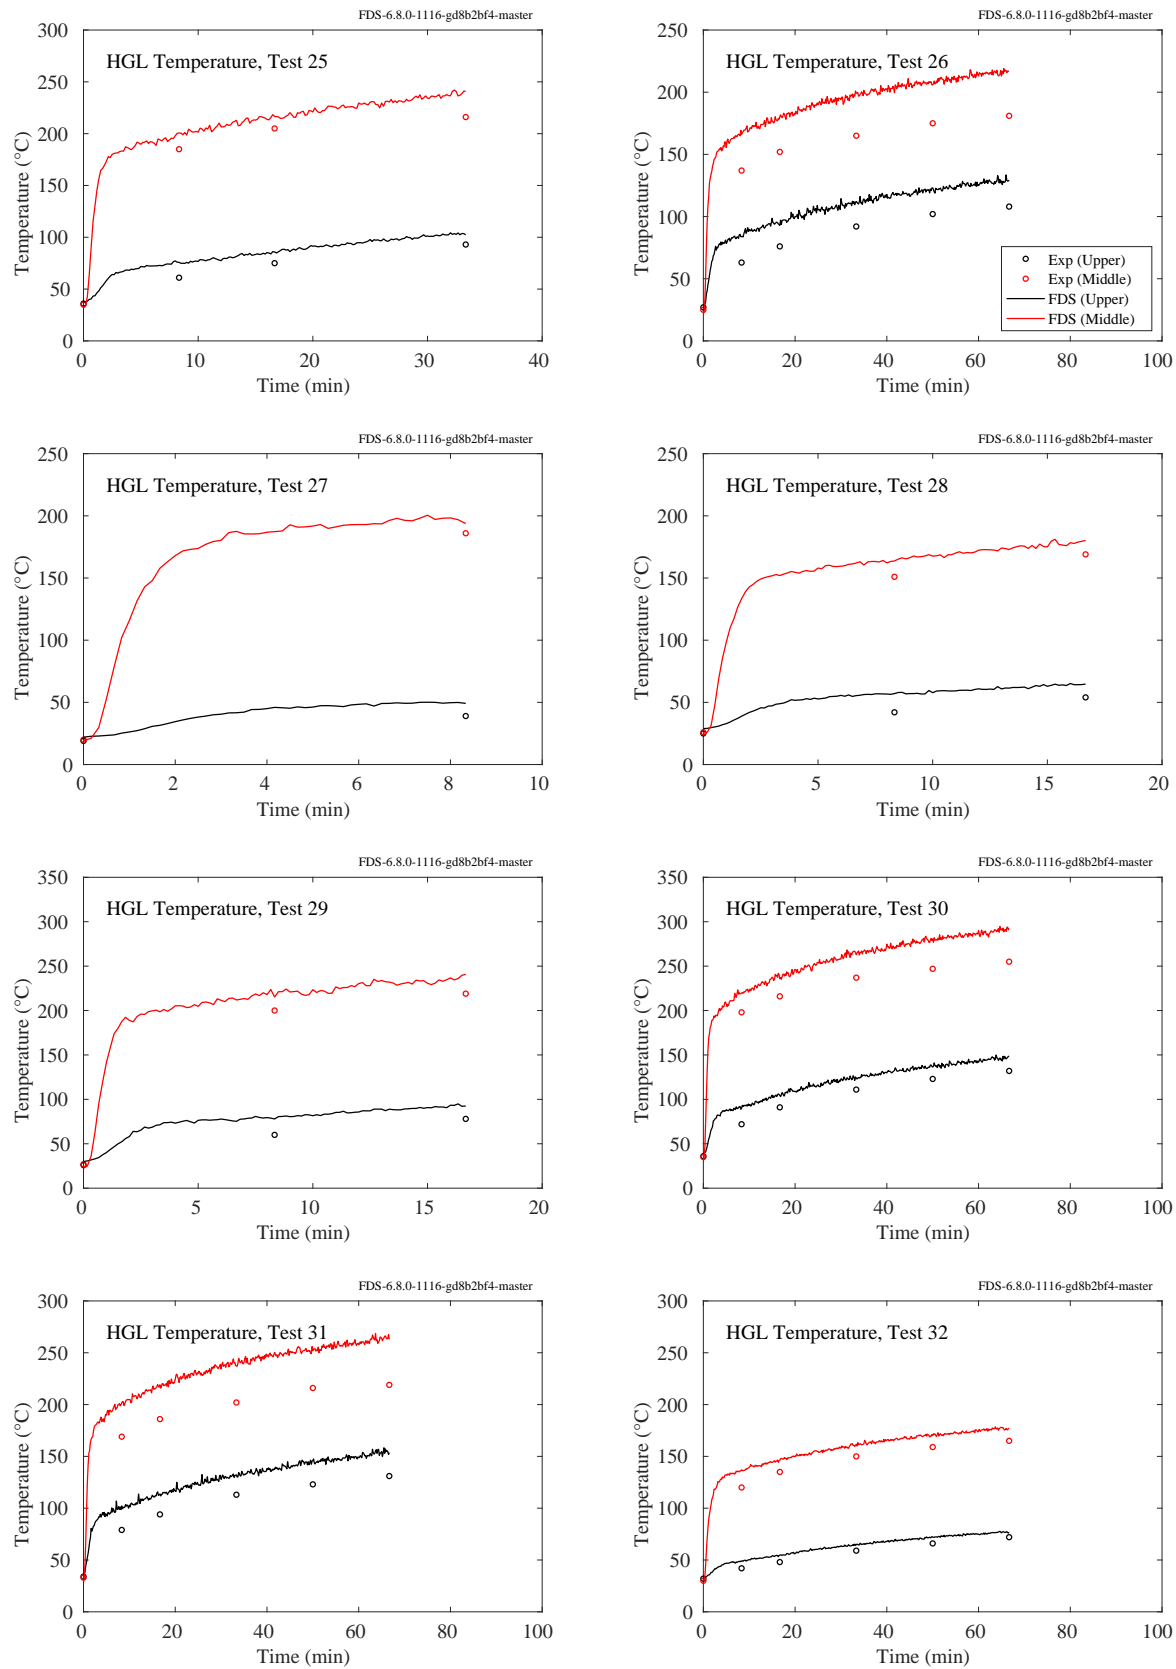 FDS-6.8.0-1116-gd8b2bf4-master
HGL Temperature, Test 25
Temperature (°C)
300
250
200
150
100
50
0
0 10 20 30 40
Time (min)
FDS-6.8.0-1116-gd8b2bf4-master
HGL Temperature, Test 26
Temperature (°C)
250
200
150
100
50
0
Exp (Upper)
Exp (Middle)
FDS (Upper)
FDS (Middle)
0 20 40 60 80 100
Time (min)
FDS-6.8.0-1116-gd8b2bf4-master
HGL Temperature, Test 27
Temperature (°C)
250
200
150
100
50
0
0 2 4 6 8 10
Time (min)
FDS-6.8.0-1116-gd8b2bf4-master
HGL Temperature, Test 28
Temperature (°C)
250
200
150
100
50
0
0 5 10 15 20
Time (min)
FDS-6.8.0-1116-gd8b2bf4-master
HGL Temperature, Test 29
Temperature (°C)
350
300
250
200
150
100
50
0
0 5 10 15 20
Time (min)
FDS-6.8.0-1116-gd8b2bf4-master
HGL Temperature, Test 30
Temperature (°C)
350
300
250
200
150
100
50
0
0 20 40 60 80 100
Time (min)
FDS-6.8.0-1116-gd8b2bf4-master
HGL Temperature, Test 31
Temperature (°C)
300
250
200
150
100
50
0
0 20 40 60 80 100
Time (min)
FDS-6.8.0-1116-gd8b2bf4-master
HGL Temperature, Test 32
Temperature (°C)
300
250
200
150
100
50
0
0 20 40 60 80 100
Time (min)